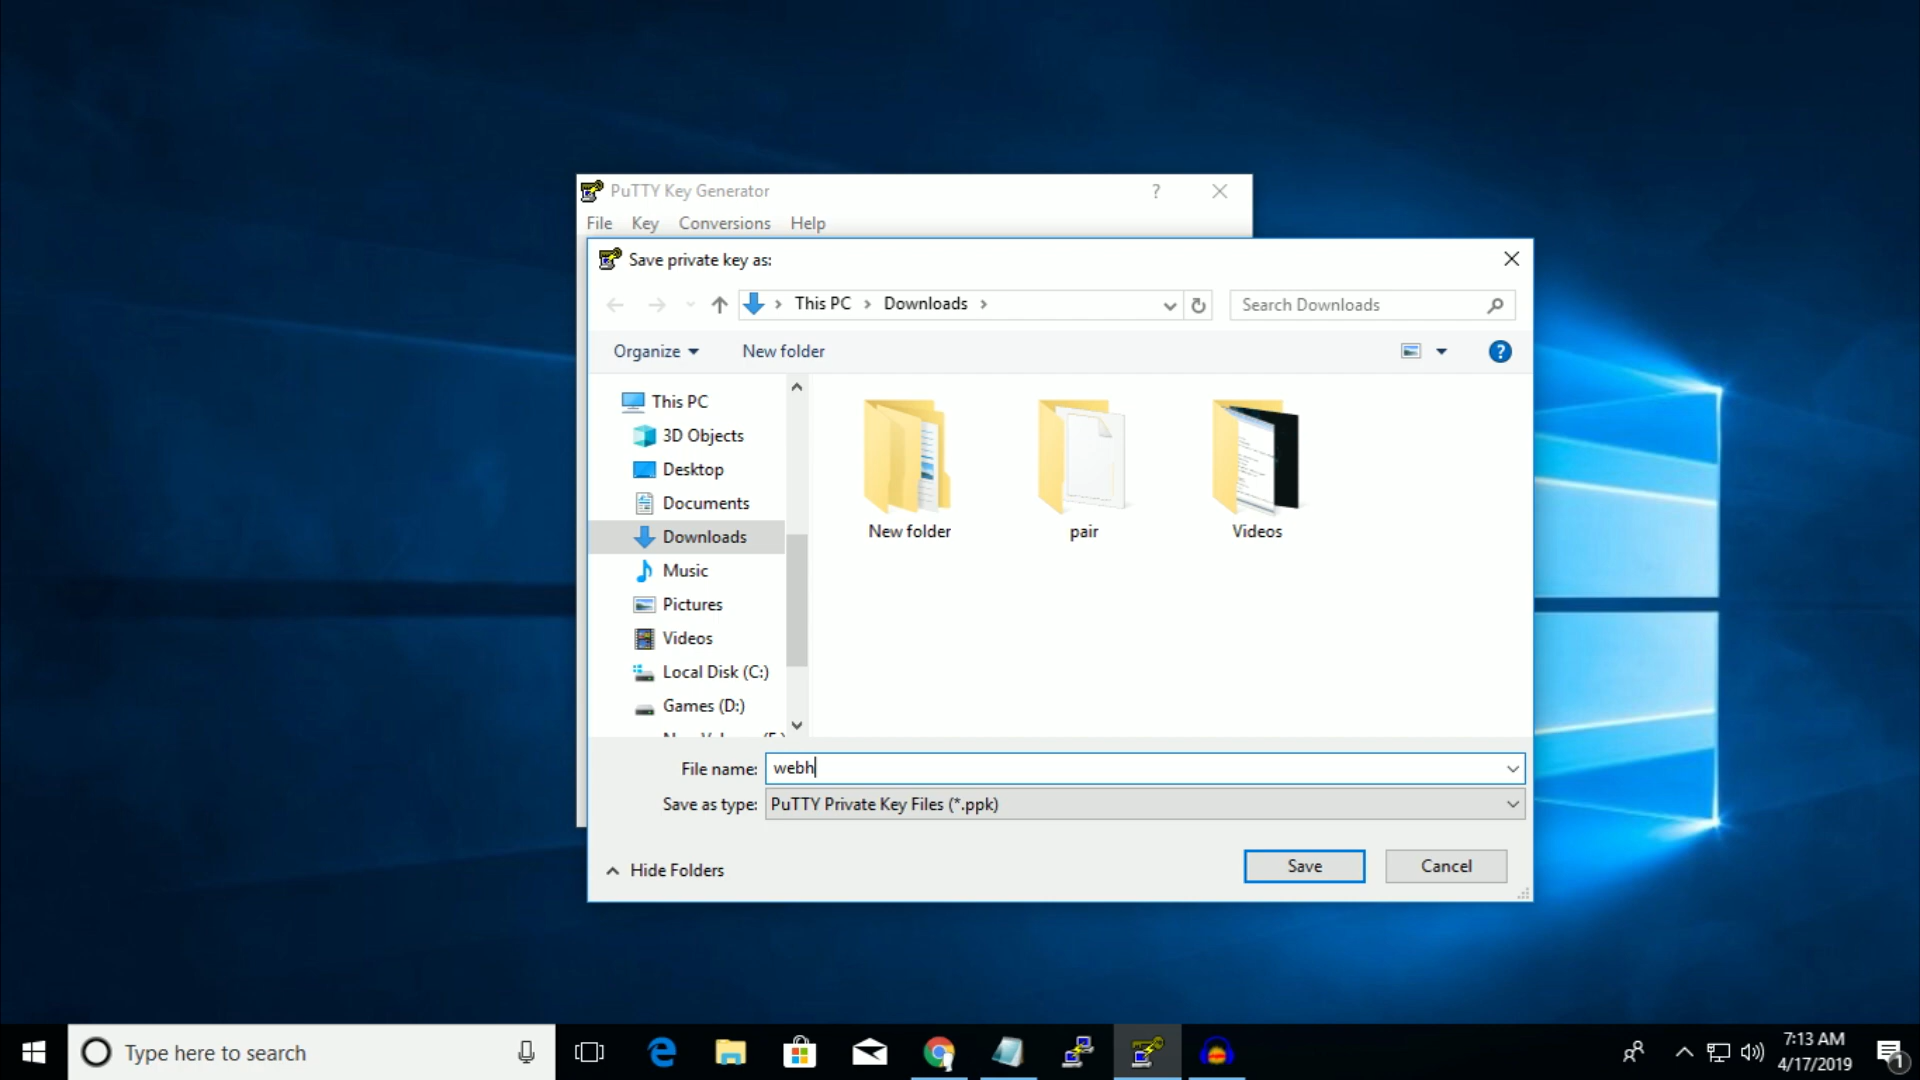 PuTTY Key Generator
?
File Key Conversions Help
Save private key as:
This PC > Downloads >
Search Downloads
Organize
New folder
?
This PC
3D Objects
Desktop
Documents
Downloads
Music
Pictures
Videos
Local Disk (C:)
Games (D:)
New folder
pair
Videos
File name: webh
Save as type: PuTTY Private Key Files (*.ppk)
Hide Folders
Save
Cancel
Type here to search
7:13 AM
4/17/2019
1